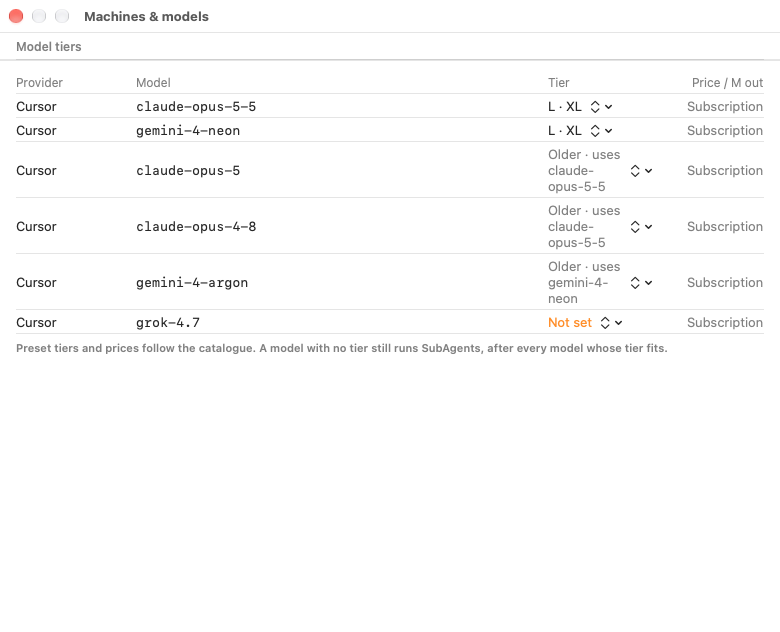 Machines & models
Model tiers
Provider Model Tier Price / M out
Cursor claude-opus-5-5 L · XL Subscription
Cursor gemini-4-neon L · XL Subscription
Cursor claude-opus-5 Older · uses claude-opus-5-5 Subscription
Cursor claude-opus-4-8 Older · uses claude-opus-5-5 Subscription
Cursor gemini-4-argon Older · uses gemini-4-neon Subscription
Cursor grok-4.7 Not set Subscription
Preset tiers and prices follow the catalogue. A model with no tier still runs SubAgents, after every model whose tier fits.